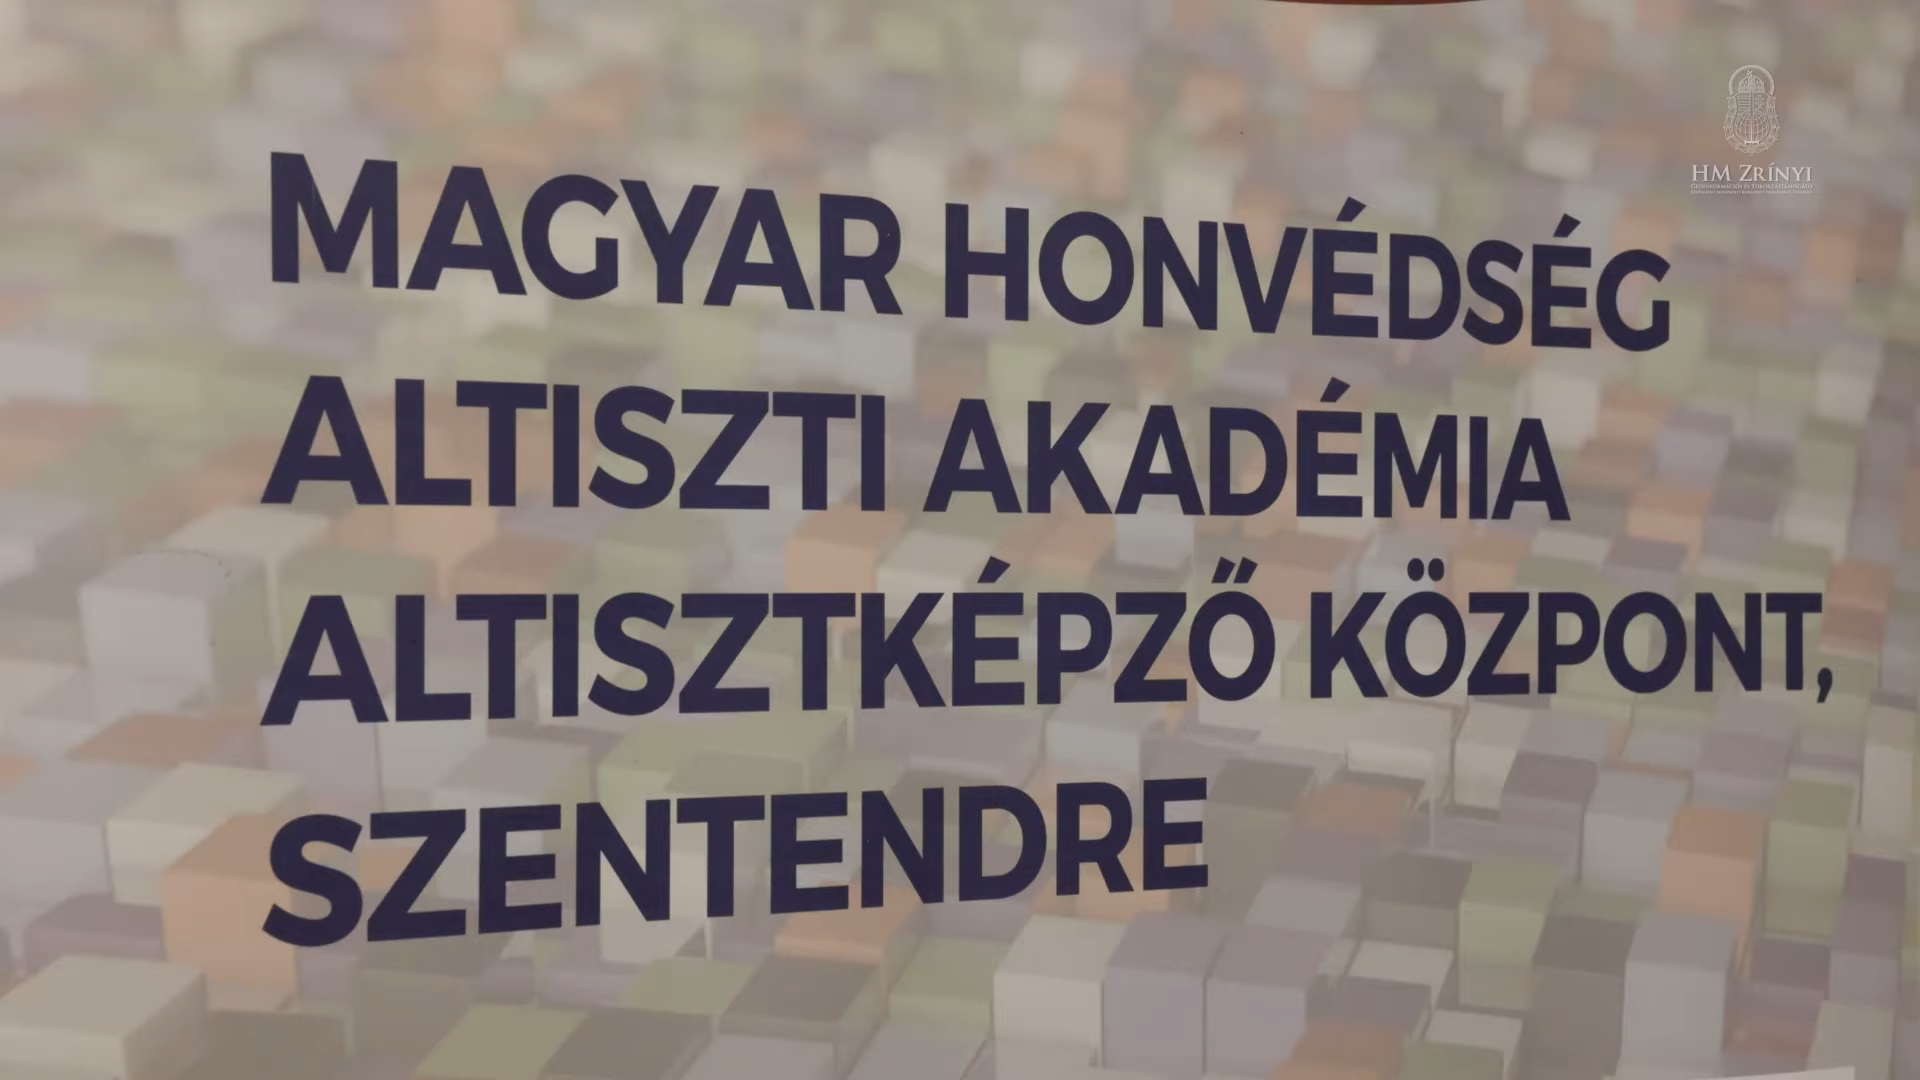 HM ZRÍNYI
MAGYAR HONVÉDSÉG
ALTISZTI AKADÉMIA
ALTISZTKÉPZŐ KÖZPONT,
SZENTENDRE